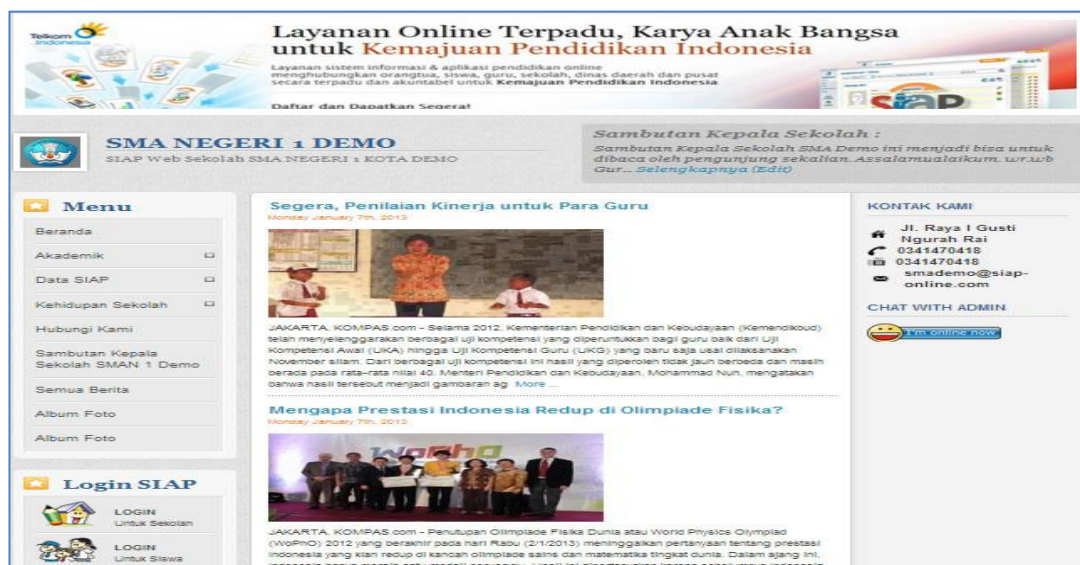 Telkom
Indonesia
Layanan Online Terpadu, Karya Anak Bangsa
untuk Kemajuan Pendidikan Indonesia
Layanan sistem informasi & aplikasi pendidikan online
menghubungkan orangtua, siswa, guru, sekolah, dinas daerah dan pusat
secara terpadu dan akuntabel untuk Kemajuan Pendidikan Indonesia
Daftar dan Dapatkan Segera!
SIAP
SMA NEGERI 1 DEMO
SIAP Web Sekolah SMA NEGERI 1 KOTA DEMO
Sambutan Kepala Sekolah :
Sambutan Kepala Sekolah SMA Demo ini menjadi bisa untuk
dibaca oleh pengunjung sekalian. Assalamualaikum. wr.wb
Gur... Selengkapnya (Edit)
Menu
Beranda
Akademik
Data SIAP
Kehidupan Sekolah
Hubungi Kami
Sambutan Kepala
Sekolah SMAN 1 Demo
Semua Berita
Album Foto
Album Foto
Login SIAP
LOGIN
Untuk Sekolah
LOGIN
Untuk Siswa
Segera, Penilaian Kinerja untuk Para Guru
Monday January 7th, 2013
JAKARTA, KOMPAS.com – Selama 2012, Kementerian Pendidikan dan Kebudayaan (Kemendikbud)
telah menyelenggarakan berbagai uji kompetensi yang diperuntukkan bagi guru baik dari Uji
Kompetensi Awal (UKA) hingga Uji Kompetensi Guru (UKG) yang baru saja usai dilaksanakan
November silam. Dari berbagai uji kompetensi ini hasil yang diperoleh tidak jauh berbeda dan masih
berada pada rata-rata nilai 40. Menteri Pendidikan dan Kebudayaan, Mohammad Nuh, mengatakan
bahwa hasil tersebut menjadi gambaran ag More ...
Mengapa Prestasi Indonesia Redup di Olimpiade Fisika?
Monday January 7th, 2013
wopho
JAKARTA, KOMPAS.com – Penutupan Olimpiade Fisika Dunia atau World Physics Olympiad
(WoPhO) 2012 yang berakhir pada hari Rabu (2/1/2013) meninggalkan pertanyaan tentang prestasi
Indonesia yang kian redup di kancah olimpiade sains dan matematika tingkat dunia. Dalam ajang ini,
KONTAK KAMI
Jl. Raya I Gusti
Ngurah Rai
0341470418
0341470418
smademo@siap-
online.com
CHAT WITH ADMIN
I'm online now